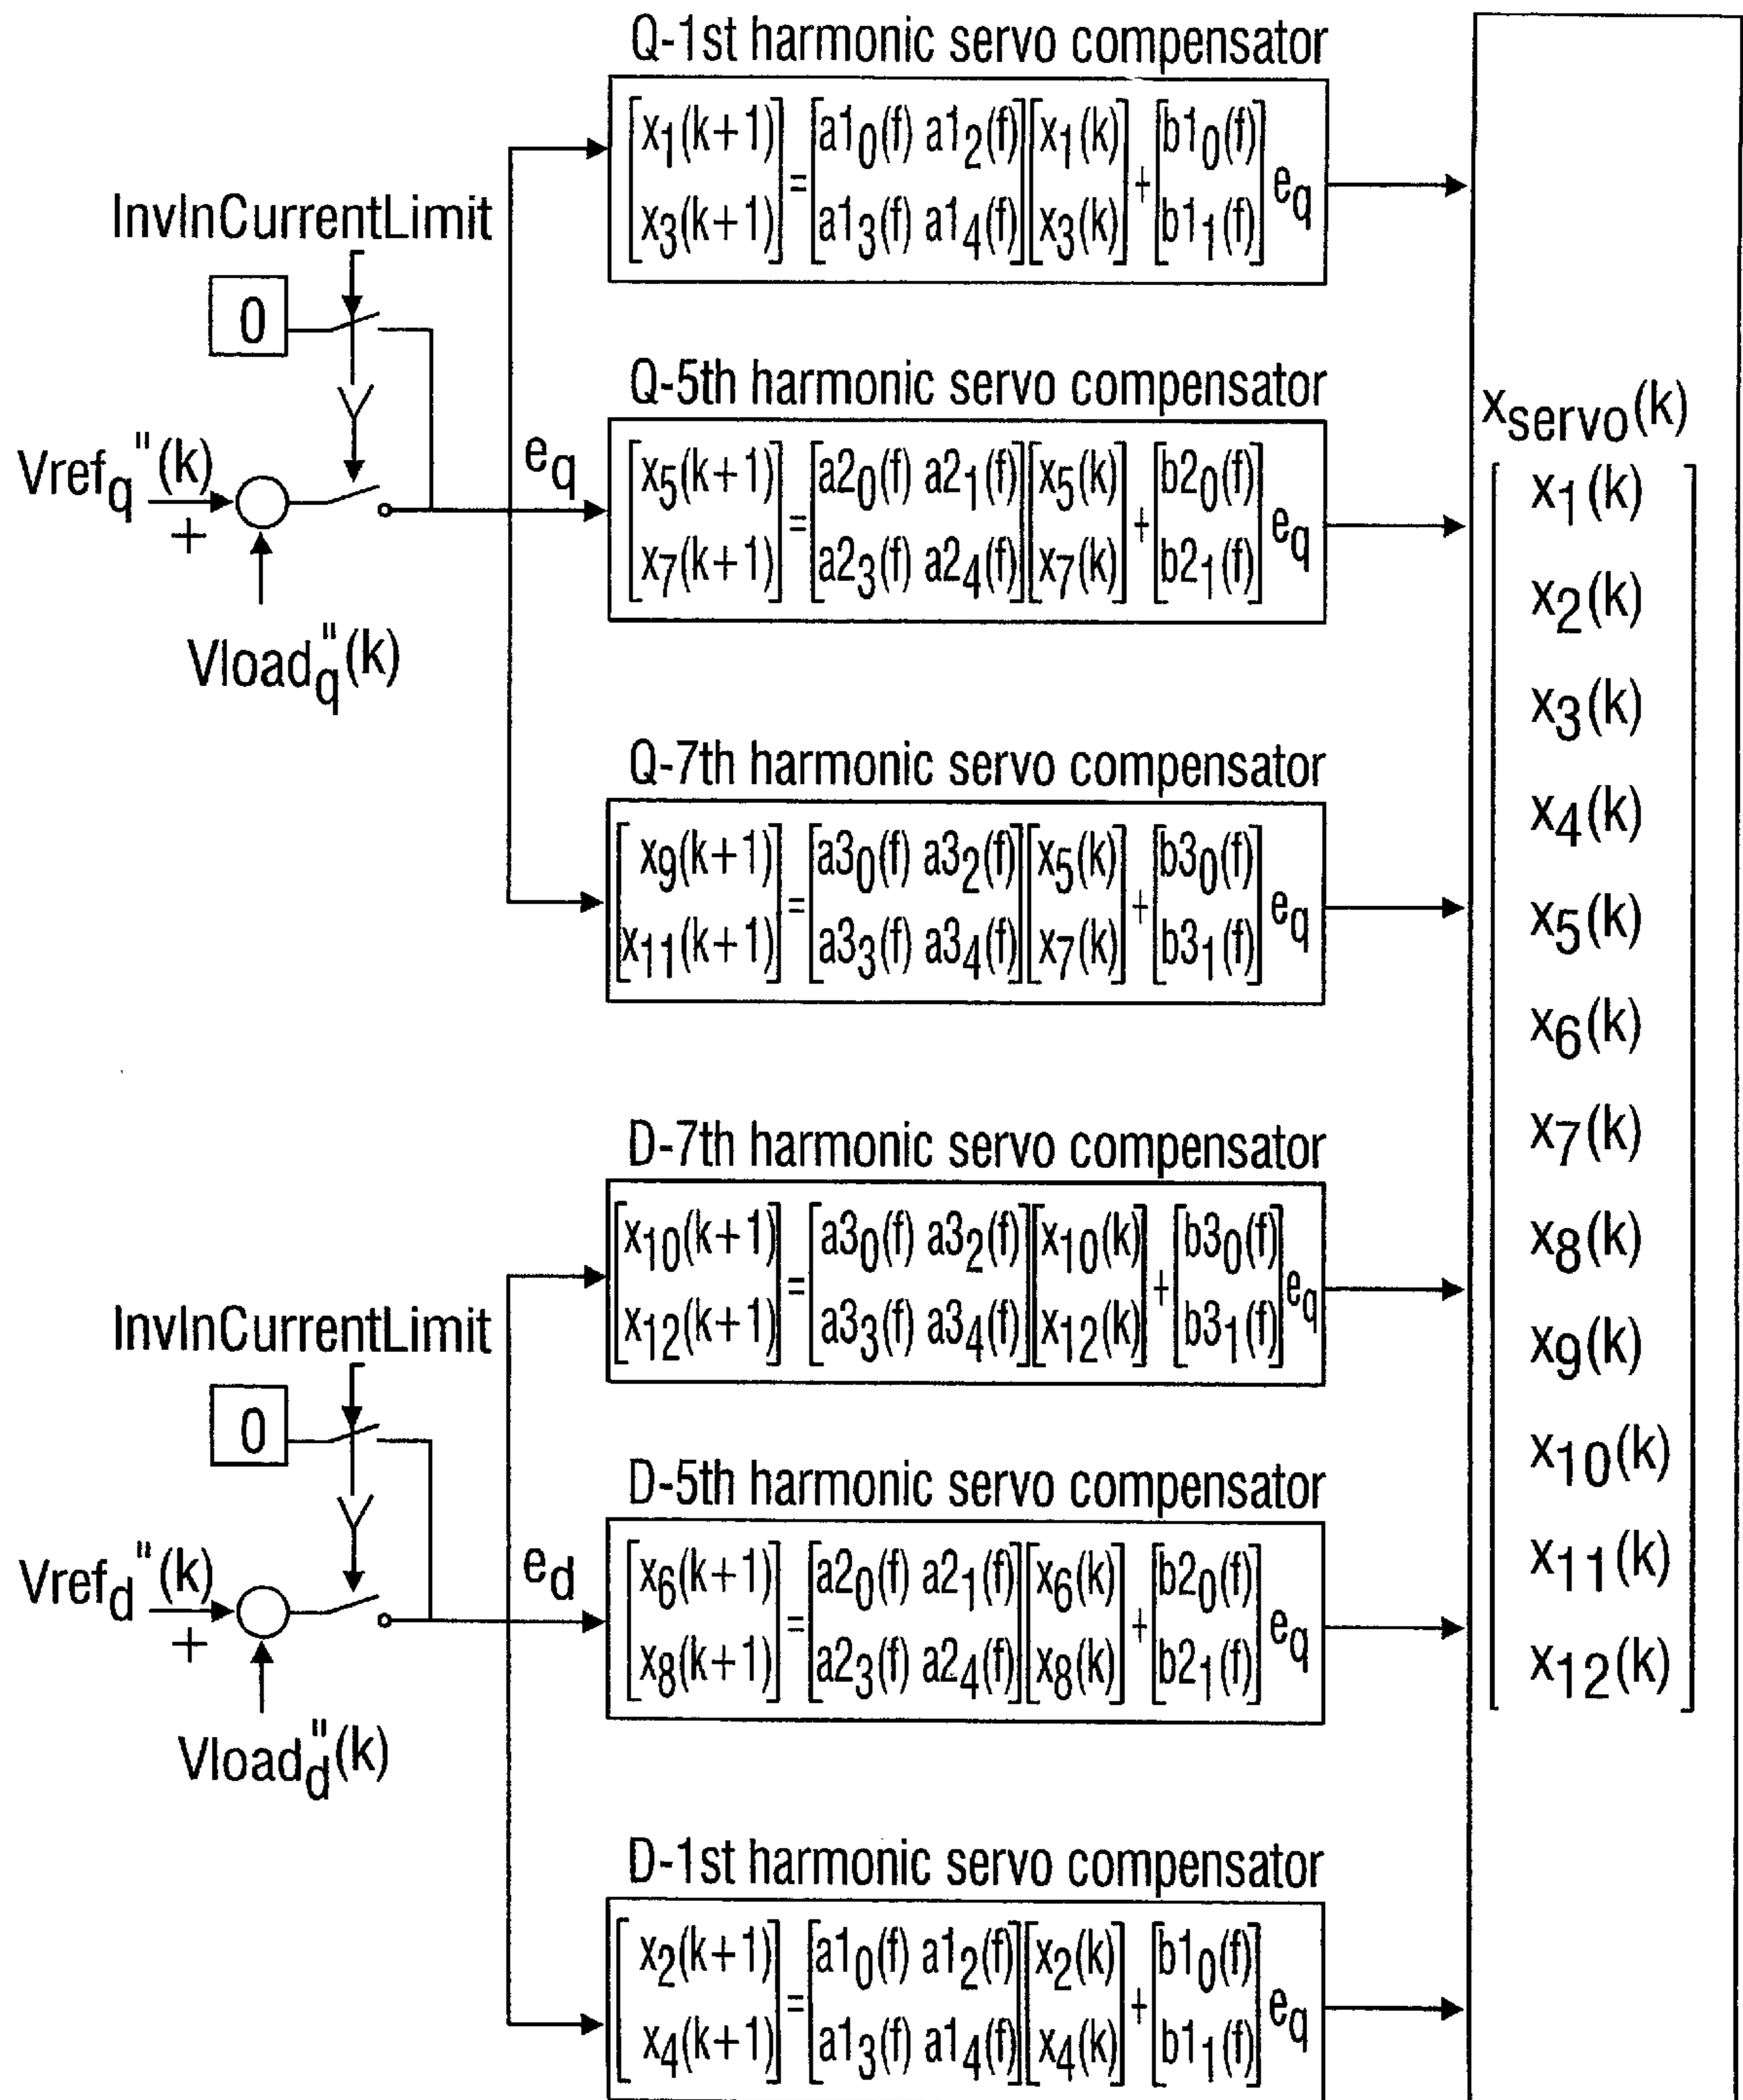 Q-1st harmonic servo compensator
[x1(k+1) x3(k+1)] = [a10(f) a12(f) a13(f) a14(f)] [x1(k) x3(k)] + [b10(f) b11(f)] eq
InvInCurrentLimit
0
Q-5th harmonic servo compensator
Vrefq"(k)
+
Vloadq"(k)
eq
[x5(k+1) x7(k+1)] = [a20(f) a21(f) a23(f) a24(f)] [x5(k) x7(k)] + [b20(f) b21(f)] eq
Q-7th harmonic servo compensator
[x9(k+1) x11(k+1)] = [a30(f) a32(f) a33(f) a34(f)] [x5(k) x7(k)] + [b30(f) b31(f)] eq
D-7th harmonic servo compensator
[x10(k+1) x12(k+1)] = [a30(f) a32(f) a33(f) a34(f)] [x10(k) x12(k)] + [b30(f) b31(f)] eq
InvInCurrentLimit
0
D-5th harmonic servo compensator
Vrefd"(k)
+
Vloadd"(k)
ed
[x6(k+1) x8(k+1)] = [a20(f) a21(f) a23(f) a24(f)] [x6(k) x8(k)] + [b20(f) b21(f)] eq
D-1st harmonic servo compensator
[x2(k+1) x4(k+1)] = [a10(f) a12(f) a13(f) a14(f)] [x2(k) x4(k)] + [b10(f) b11(f)] eq
xservo(k)
x1(k)
x2(k)
x3(k)
x4(k)
x5(k)
x6(k)
x7(k)
x8(k)
x9(k)
x10(k)
x11(k)
x12(k)